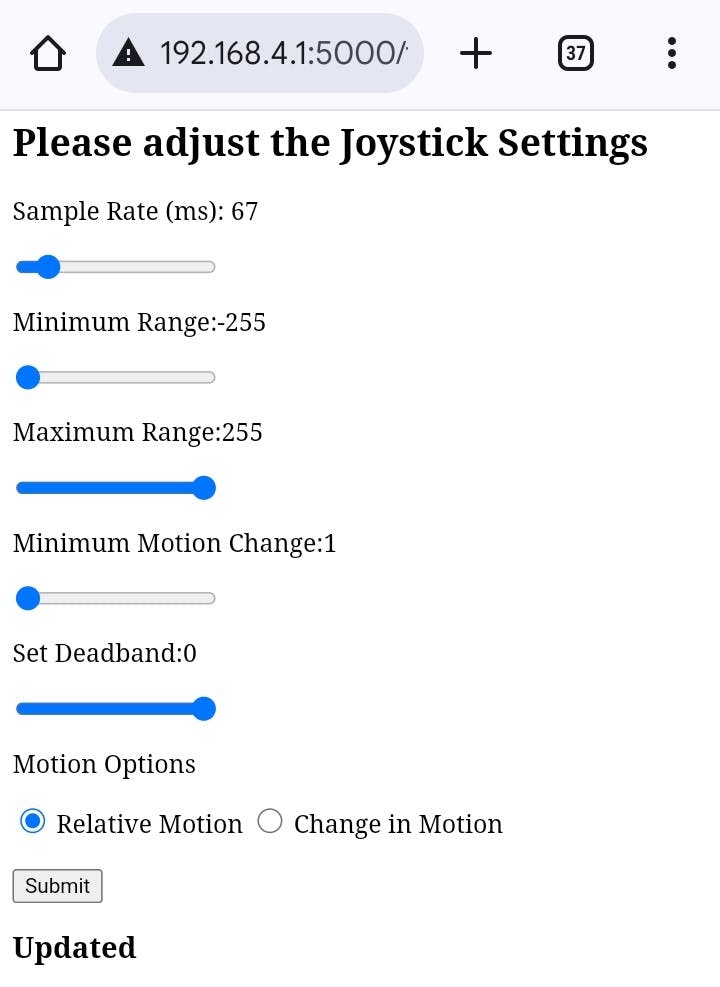 192.168.4.1:5000/
37
Please adjust the Joystick Settings
Sample Rate (ms): 67
Minimum Range:-255
Maximum Range:255
Minimum Motion Change:1
Set Deadband:0
Motion Options
Relative Motion Change in Motion
Submit
Updated